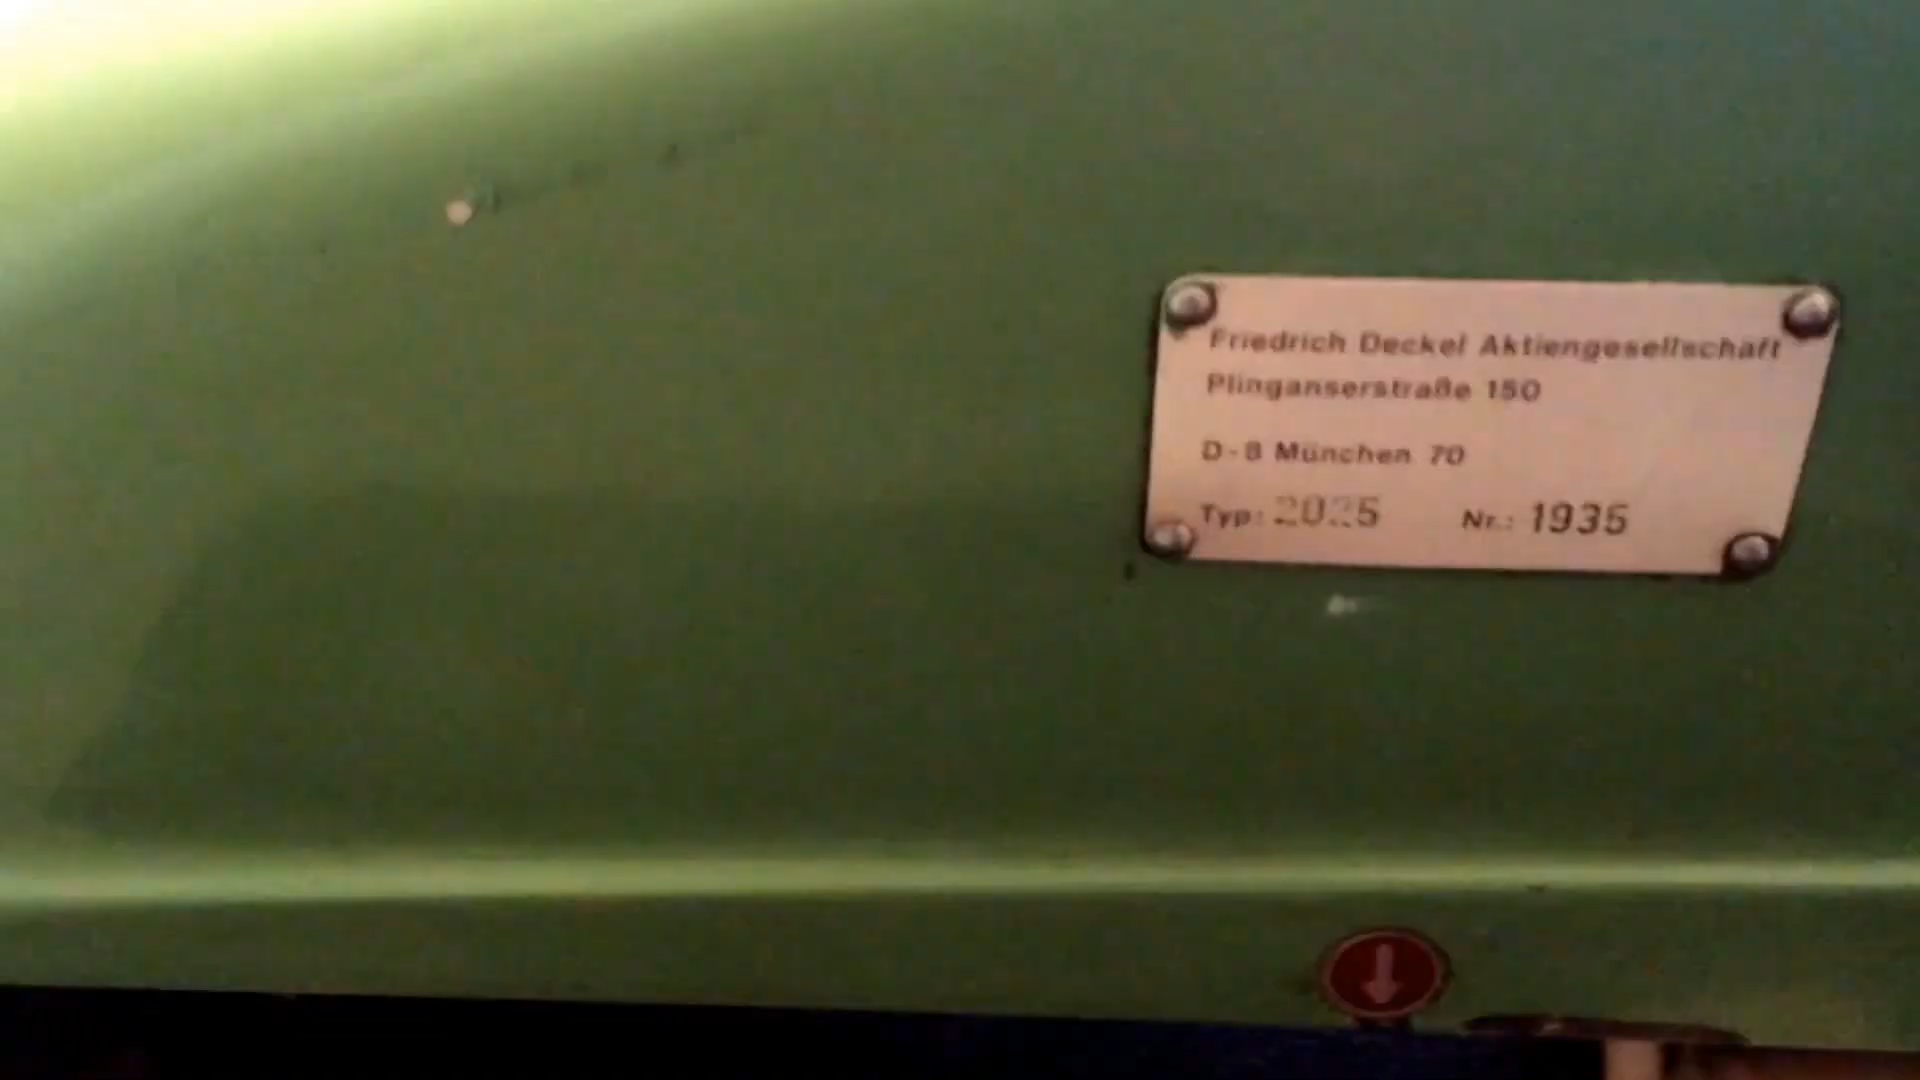 Friedrich Deckel Aktiengesellschaft
Plinganserstraße 150
D-8 München 70
Typ: 2025 Nr.: 1935